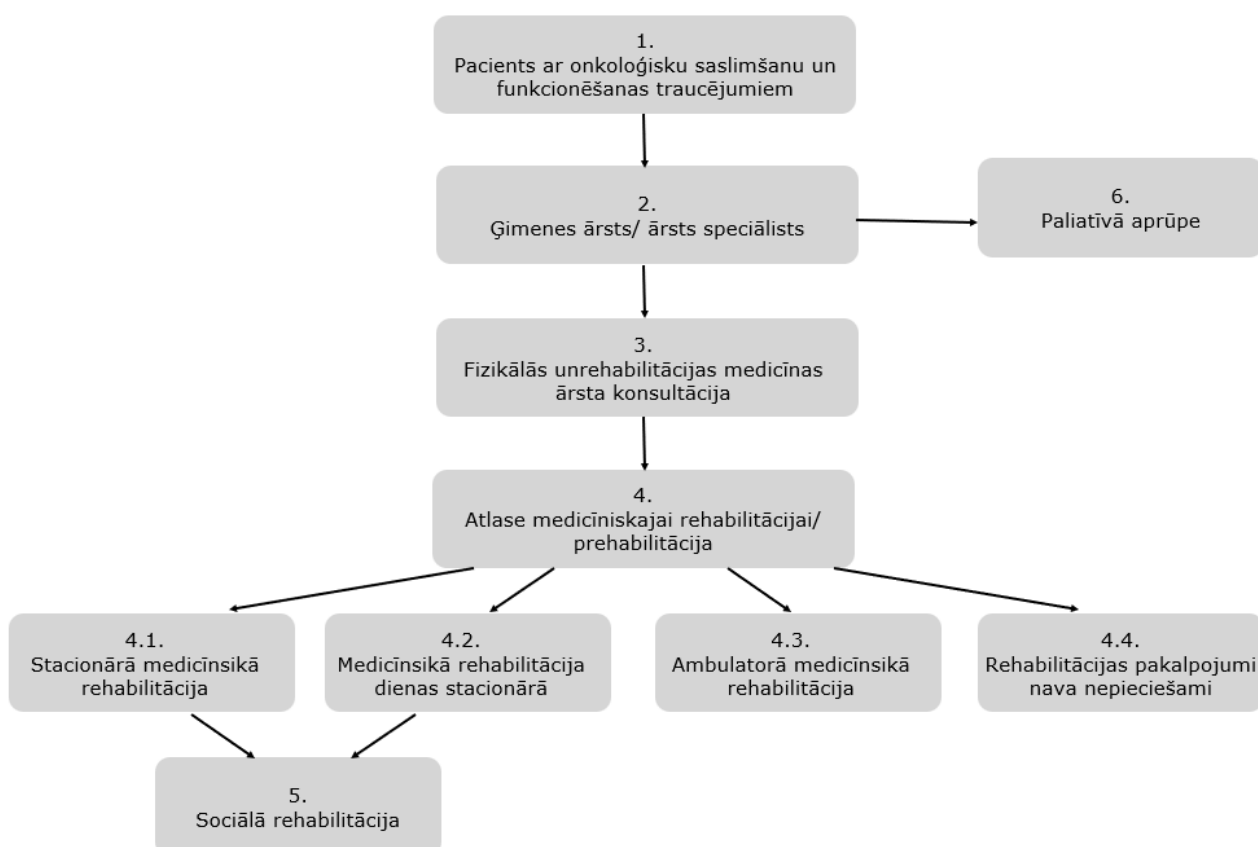 1.
Pacients ar onkoloģisku saslimšanu un
funkcionēšanas traucējumiem
2.
Ģimenes ārsts/ ārsts speciālists
6.
Paliatīvā aprūpe
3.
Fizikālās unrehabilitācijas medicīnas
ārsta konsultācija
4.
Atlase medicīniskajai rehabilitācijai/
prehabilitācija
4.1.
Stacionārā medicīnsikā
rehabilitācija
4.2.
Medicīnsikā rehabilitācija
dienas stacionārā
4.3.
Ambulatorā medicīnsikā
rehabilitācija
4.4.
Rehabilitācijas pakalpojumi
nava nepieciešami
5.
Sociālā rehabilitācija